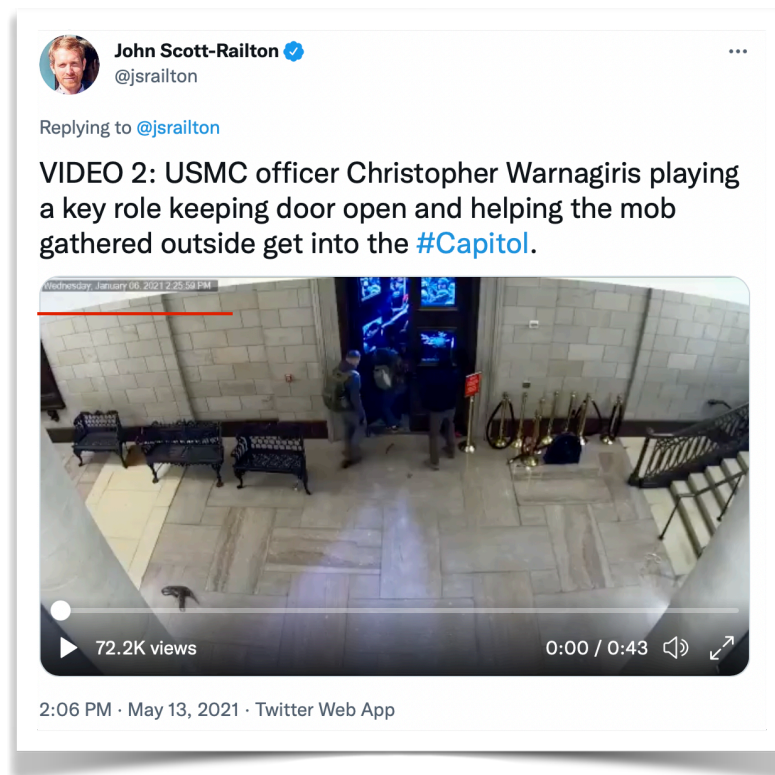 John Scott-Railton
@jsrailton
Replying to @jsrailton
VIDEO 2: USMC officer Christopher Warnagiris playing
a key role keeping door open and helping the mob
gathered outside get into the #Capitol.
Wednesday, January 06, 2021 2:25:59 PM
72.2K views
0:00 / 0:43
2:06 PM · May 13, 2021 · Twitter Web App